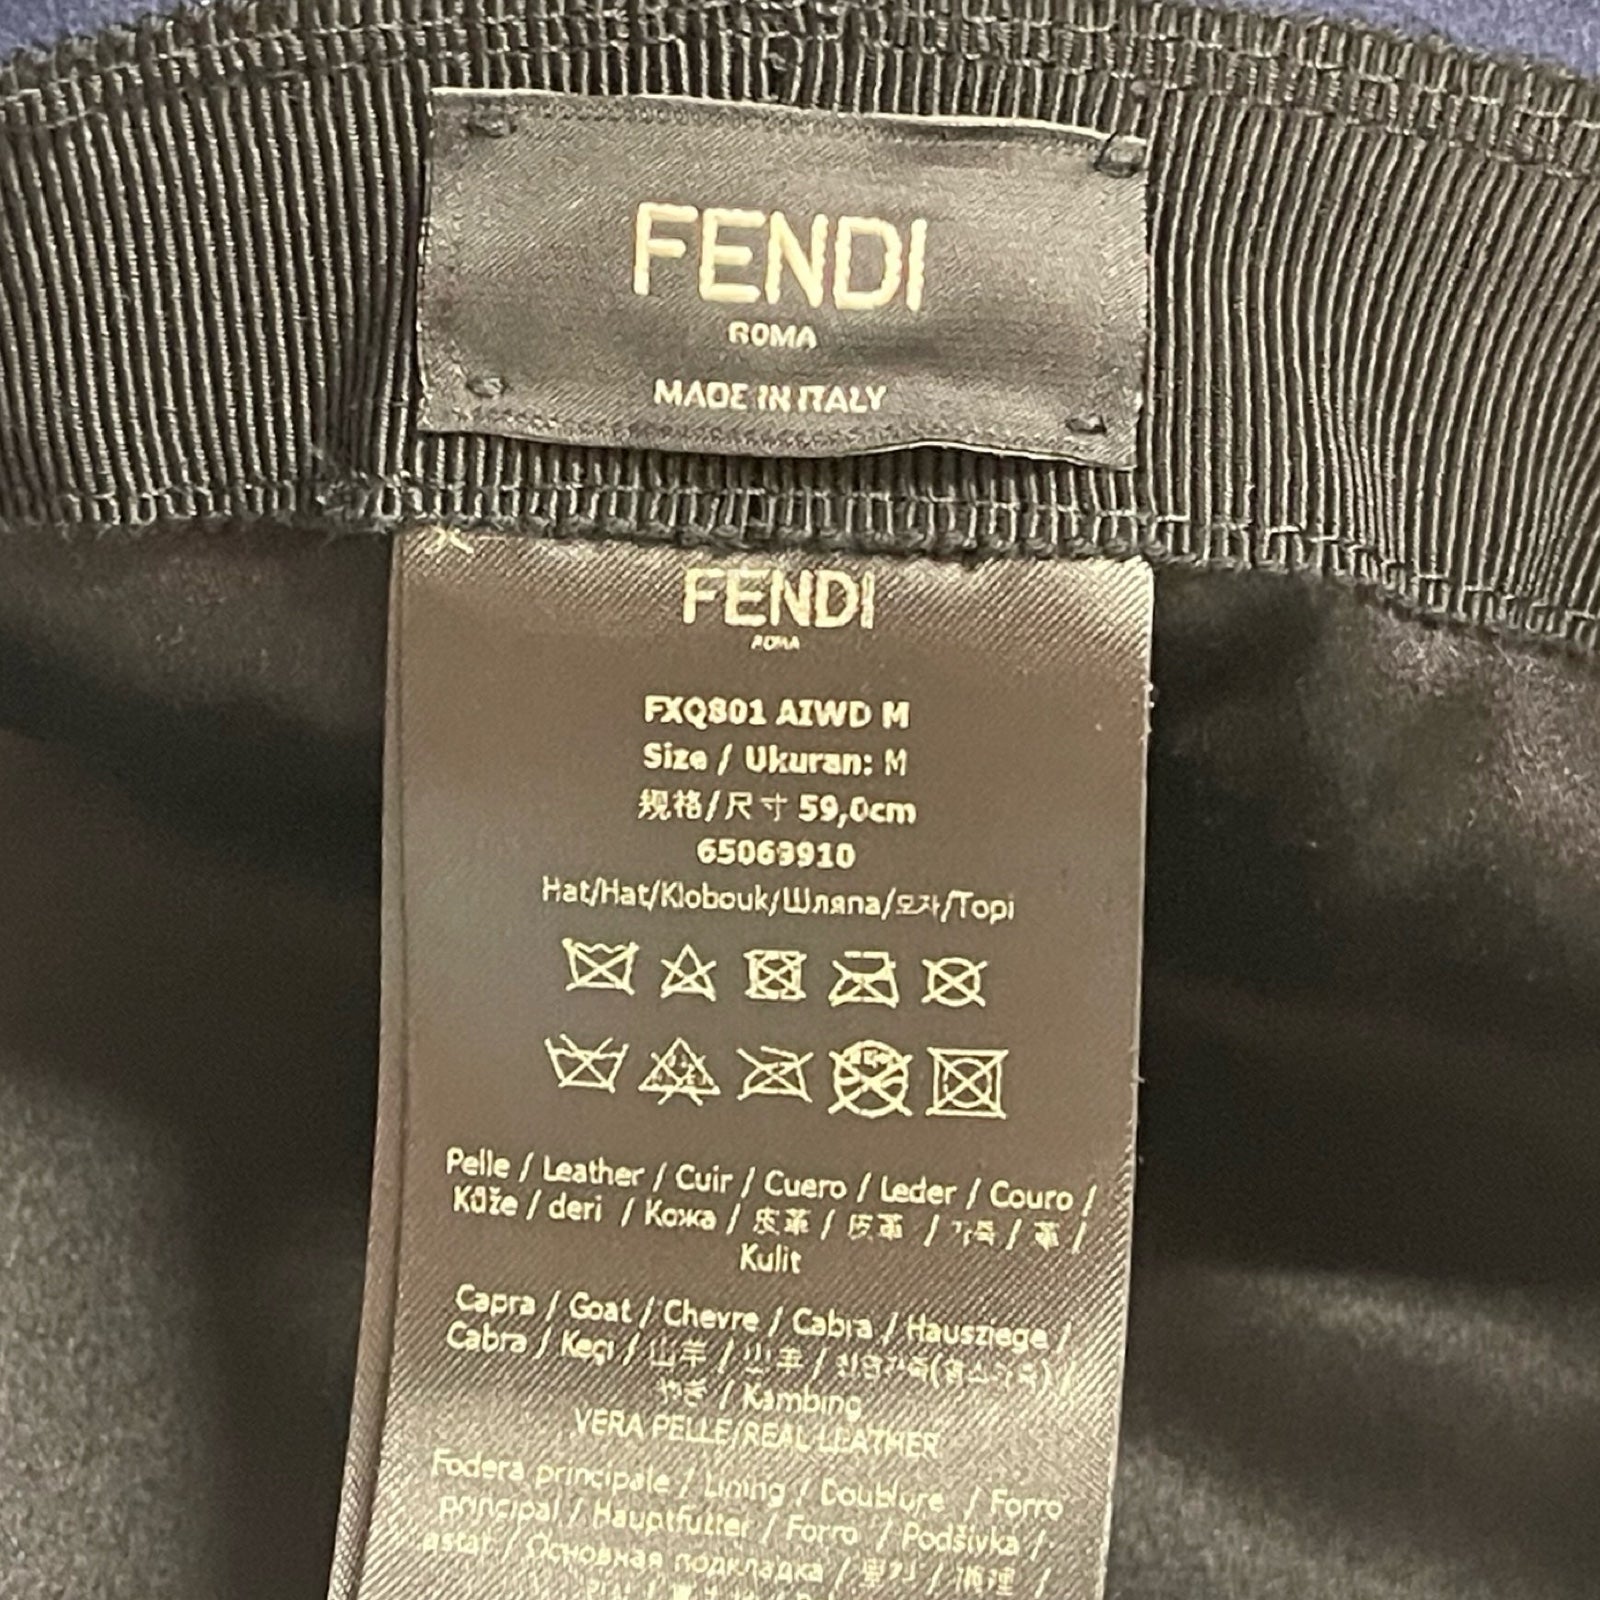 FENDI
ROMA
MADE IN ITALY
FENDI
ROMA
FXQ801 AIWD M
Size / Ukuran: M
规格/尺寸 59,0cm
65069910
Hat/Hat/Klobouk/Шляпа/모자/Topi
Pelle / Leather / Cuir / Cuero / Leder / Couro /
Kůže / deri / Кожа / 皮革 / 皮革 / 가죽 / 革 /
Kulit
Capra / Goat / Chevre / Cabra / Hausziege /
Cabra / Keçi / 山羊 / 山羊 /
やぎ / Kambing
VERA PELLE/REAL LEATHER
Fodera principale / Lining / Doublure / Forro
principal / Hauptfutter / Forro / Podšívka /
astar / Основная подкладка /